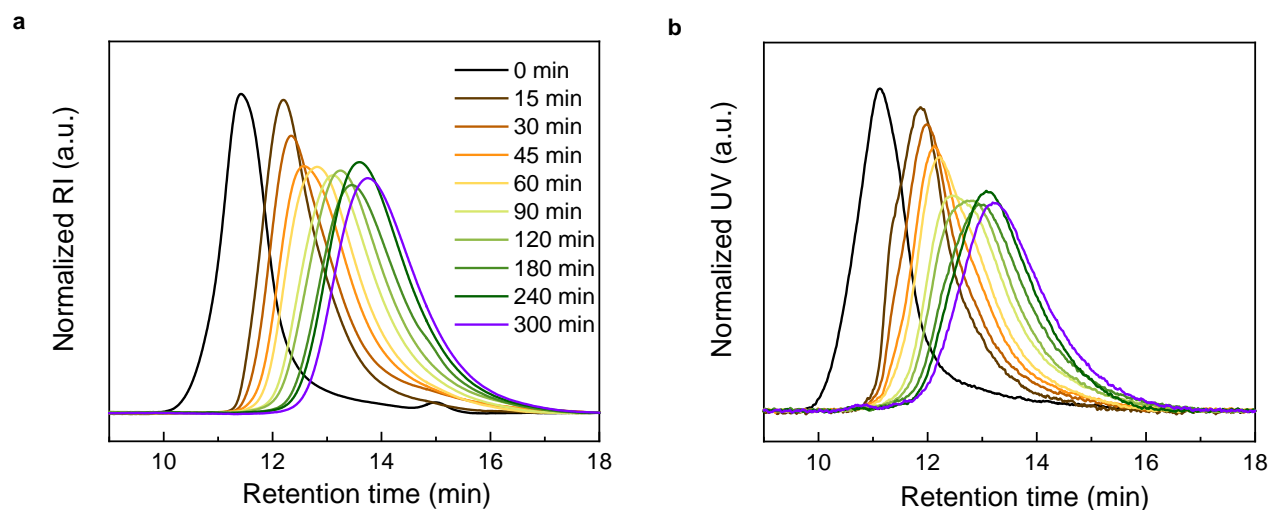 a
Normalized RI (a.u.)
0 min
15 min
30 min
45 min
60 min
90 min
120 min
180 min
240 min
300 min
10 12 14 16 18
Retention time (min)
b
Normalized UV (a.u.)
10 12 14 16 18
Retention time (min)